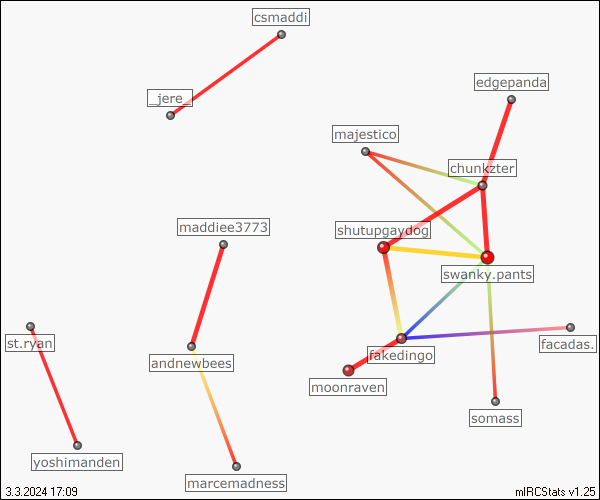 csmaddi
edgepanda
_jere_
majestico
chunkzter
maddiee3773
shutupgaydog
swanky.pants
st.ryan
andnewbees
fakedingo
facadas.
moonraven
somass
yoshimanden
marcemadness
3.3.2024 17:09
mIRCStats v1.25